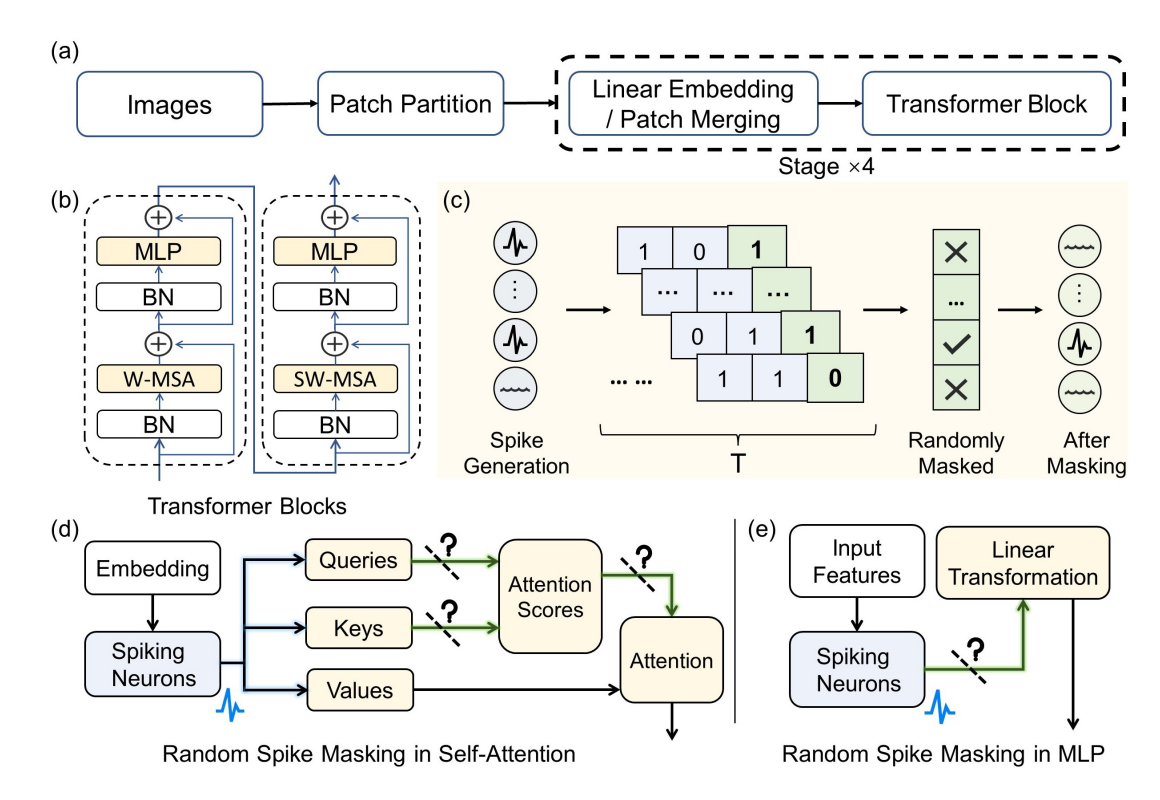 (a)
Images
Patch Partition
Linear Embedding
/ Patch Merging
Transformer Block
Stage ×4
(b)
MLP
BN
W-MSA
BN
MLP
BN
SW-MSA
BN
Transformer Blocks
(c)
1 0 1
... ... ...
0 1 1
... ... 1 1 0
...
Spike
Generation
T
Randomly
Masked
After
Masking
(d)
Embedding
Spiking
Neurons
Queries
Keys
Values
?
?
Attention
Scores
?
Attention
Random Spike Masking in Self-Attention
(e)
Input
Features
Linear
Transformation
Spiking
Neurons
?
Random Spike Masking in MLP